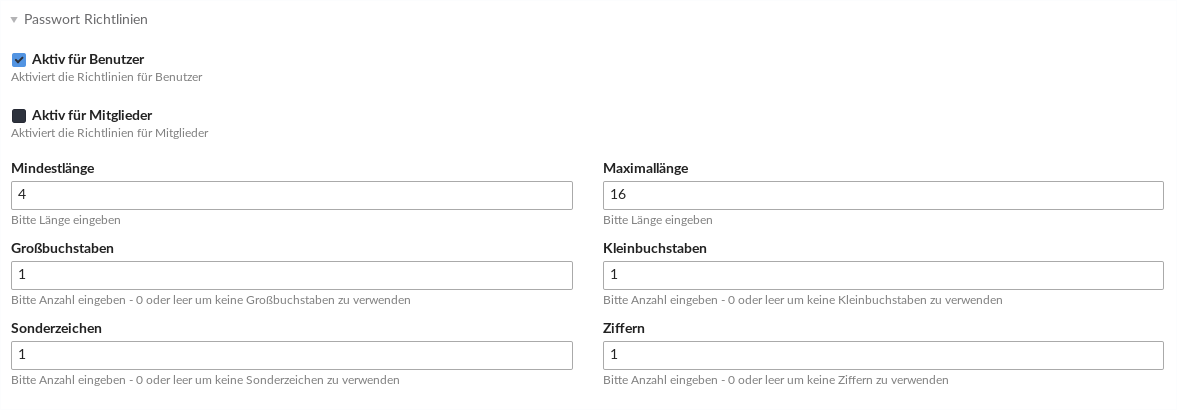 Passwort Richtlinien
Aktiv für Benutzer
Aktiviert die Richtlinien für Benutzer
Aktiv für Mitglieder
Aktiviert die Richtlinien für Mitglieder
Mindestlänge
4
Bitte Länge eingeben
Maximallänge
16
Bitte Länge eingeben
Großbuchstaben
1
Bitte Anzahl eingeben - 0 oder leer um keine Großbuchstaben zu verwenden
Kleinbuchstaben
1
Bitte Anzahl eingeben - 0 oder leer um keine Kleinbuchstaben zu verwenden
Sonderzeichen
1
Bitte Anzahl eingeben - 0 oder leer um keine Sonderzeichen zu verwenden
Ziffern
1
Bitte Anzahl eingeben - 0 oder leer um keine Ziffern zu verwenden